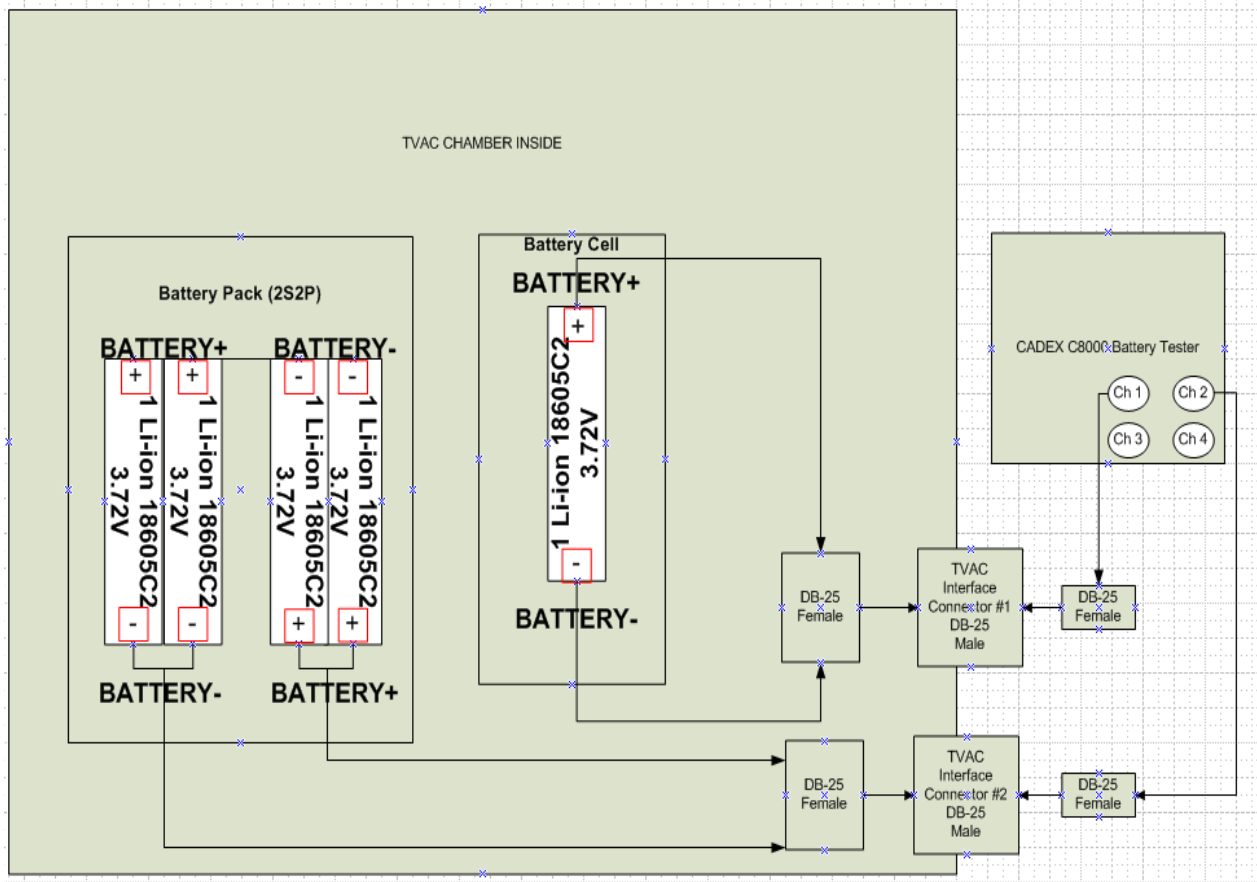 TVAC CHAMBER INSIDE
Battery Pack (2S2P)
BATTERY+
BATTERY-
+
+
-
-
1 Li-ion 18605C2
3.72V
1 Li-ion 18605C2
3.72V
1 Li-ion 18605C2
3.72V
1 Li-ion 18605C2
3.72V
-
-
+
+
BATTERY-
BATTERY+
Battery Cell
BATTERY+
+
1 Li-ion 18605C2
3.72V
-
BATTERY-
CADEX C8000 Battery Tester
Ch 1
Ch 2
Ch 3
Ch 4
DB-25
Female
TVAC
Interface
Connector #1
DB-25
Male
DB-25
Female
DB-25
Female
TVAC
Interface
Connector #2
DB-25
Male
DB-25
Female